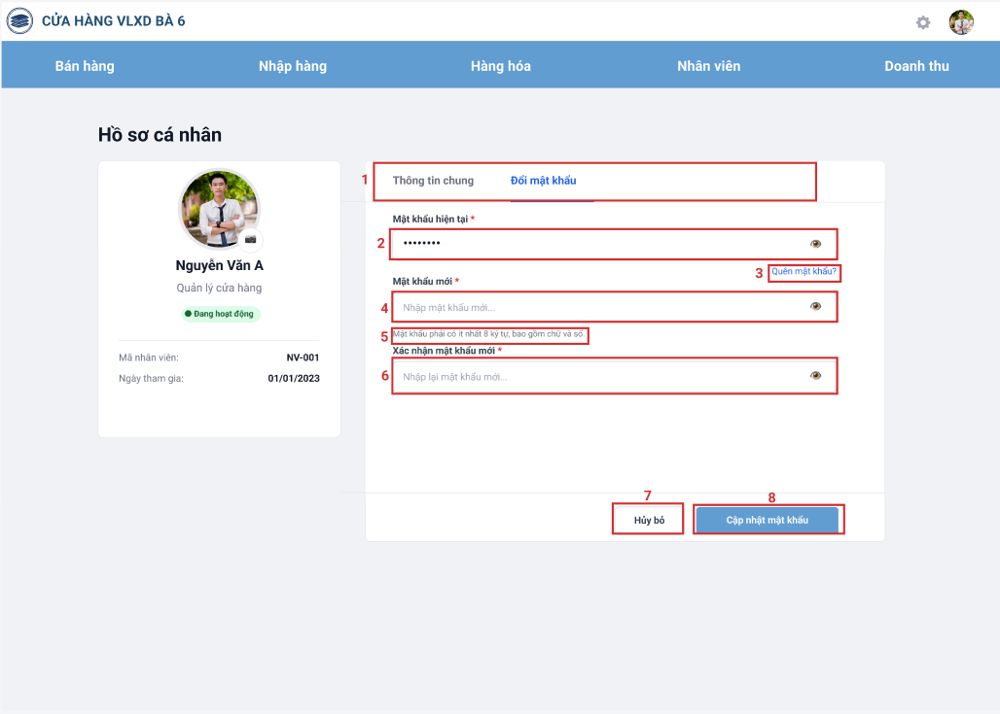 CỬA HÀNG VLXD BÀ 6
Bán hàng Nhập hàng Hàng hóa Nhân viên Doanh thu
Hồ sơ cá nhân
Nguyễn Văn A
Quản lý cửa hàng
Đang hoạt động
Mã nhân viên: NV-001
Ngày tham gia: 01/01/2023
1 Thông tin chung Đổi mật khẩu
Mật khẩu hiện tại *
2 ••••••••
3 Quên mật khẩu?
Mật khẩu mới *
4 Nhập mật khẩu mới...
5 Mật khẩu phải có ít nhất 8 ký tự, bao gồm chữ và số.
Xác nhận mật khẩu mới *
6 Nhập lại mật khẩu mới...
7 8
Hủy bỏ Cập nhật mật khẩu